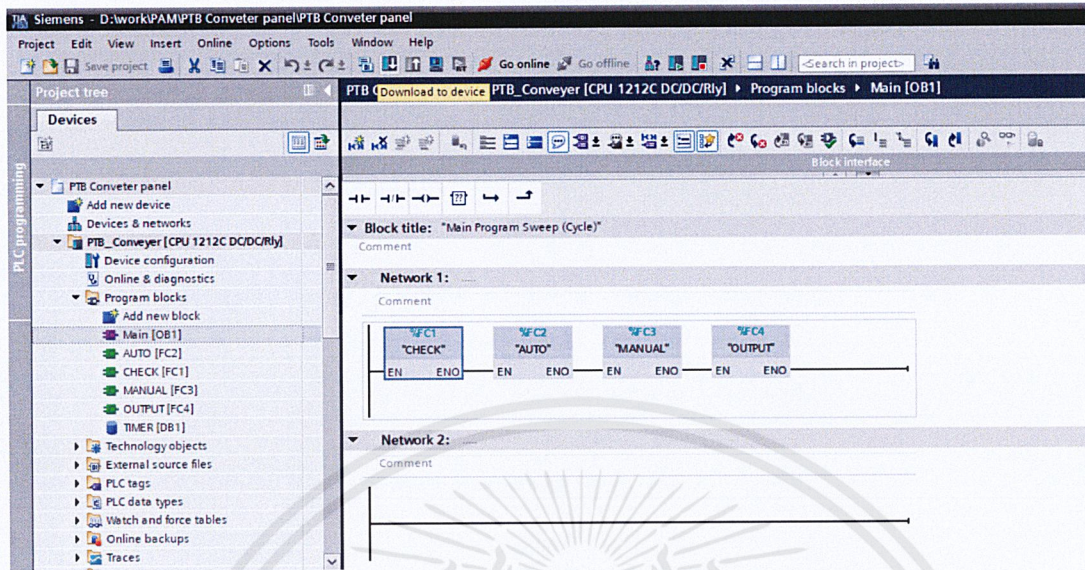 Siemens - D:\work\PAM\PTB Conveter panel\PTB Conveter panel
Project Edit View Insert Online Options Tools Window Help
Save project Go online Go offline <Search in project>
Project tree
PTB Download to device PTB_Conveyer [CPU 1212C DC/DC/Rly] Program blocks Main [OB1]
Devices
Block interface
PLC programming
PTB Conveter panel
Add new device
Devices & networks
PTB_Conveyer [CPU 1212C DC/DC/Rly]
Device configuration
Online & diagnostics
Program blocks
Add new block
Main [OB1]
AUTO [FC2]
CHECK [FC1]
MANUAL [FC3]
OUTPUT [FC4]
TIMER [DB1]
Technology objects
External source files
PLC tags
PLC data types
Watch and force tables
Online backups
Traces
??
Block title: "Main Program Sweep (Cycle)"
Comment
Network 1: ......
Comment
%FC1 %FC2 %FC3 %FC4
"CHECK" "AUTO" "MANUAL" "OUTPUT"
EN ENO EN ENO EN ENO EN ENO
Network 2: ......
Comment